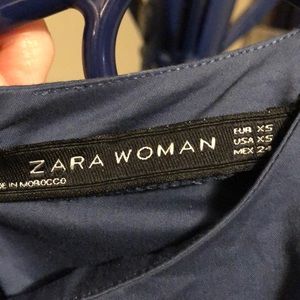 ZARA WOMAN
EUR XS
USA XS
MEX 24
DE IN MOROCCO